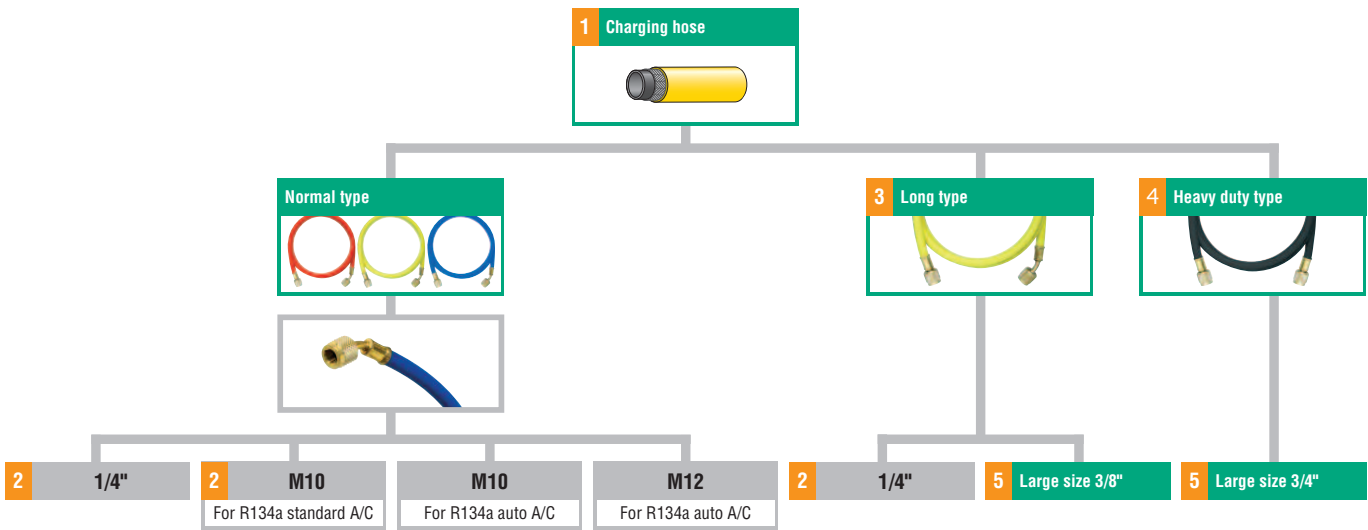 1 Charging hose
Normal type
3 Long type
4 Heavy duty type
2 1/4"
2 M10
For R134a standard A/C
M10
For R134a auto A/C
M12
For R134a auto A/C
2 1/4"
5 Large size 3/8"
5 Large size 3/4"